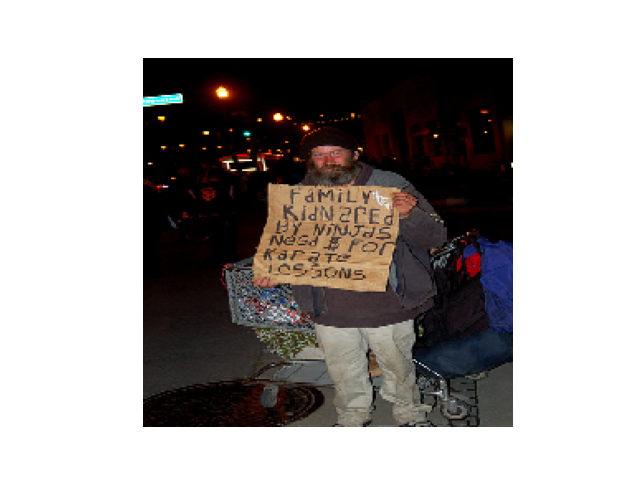 FAMILY
KIDNAPED
BY NINJAS
NEED $ FOR
KARATE
LESSONS